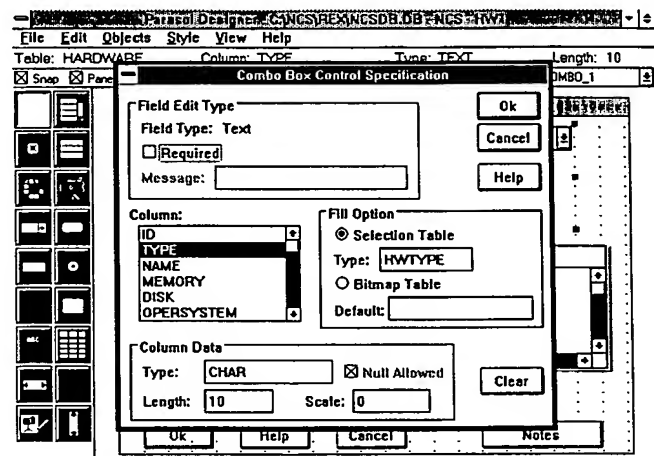 Parasol Designer C:\NCS\REX\NCSDB.DB - NCS - HW1
File Edit Objects Style View Help
Table: HARDWARE Column: TYPE Type: TEXT Length: 10
Snap Pane
OMBO_1
Combo Box Control Specification
Field Edit Type
Field Type: Text
Required
Message:
Ok
Cancel
Help
Column:
ID
TYPE
NAME
MEMORY
DISK
OPERSYSTEM
Fill Option
Selection Table
Type: HWTYPE
Bitmap Table
Default:
Column Data
Type: CHAR Null Allowed
Length: 10 Scale: 0
Clear
ABC
Ok Help Cancel Notes